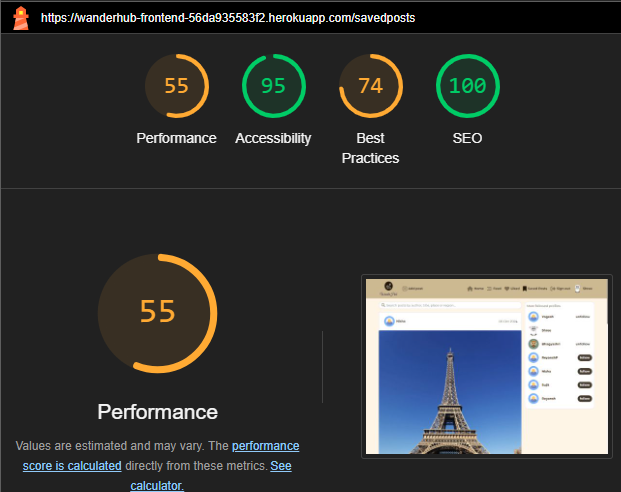 https://wanderhub-frontend-56da935583f2.herokuapp.com/savedposts
55
95
74
100
Performance
Accessibility
Best
Practices
SEO
55
Performance
Values are estimated and may vary. The performance
score is calculated directly from these metrics. See
calculator.